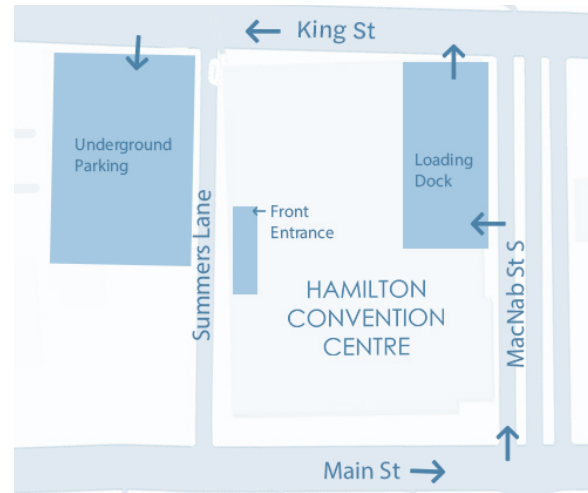 King St
Underground
Parking
Loading
Dock
Summers Lane
Front
Entrance
MacNab St S
HAMILTON
CONVENTION
CENTRE
Main St